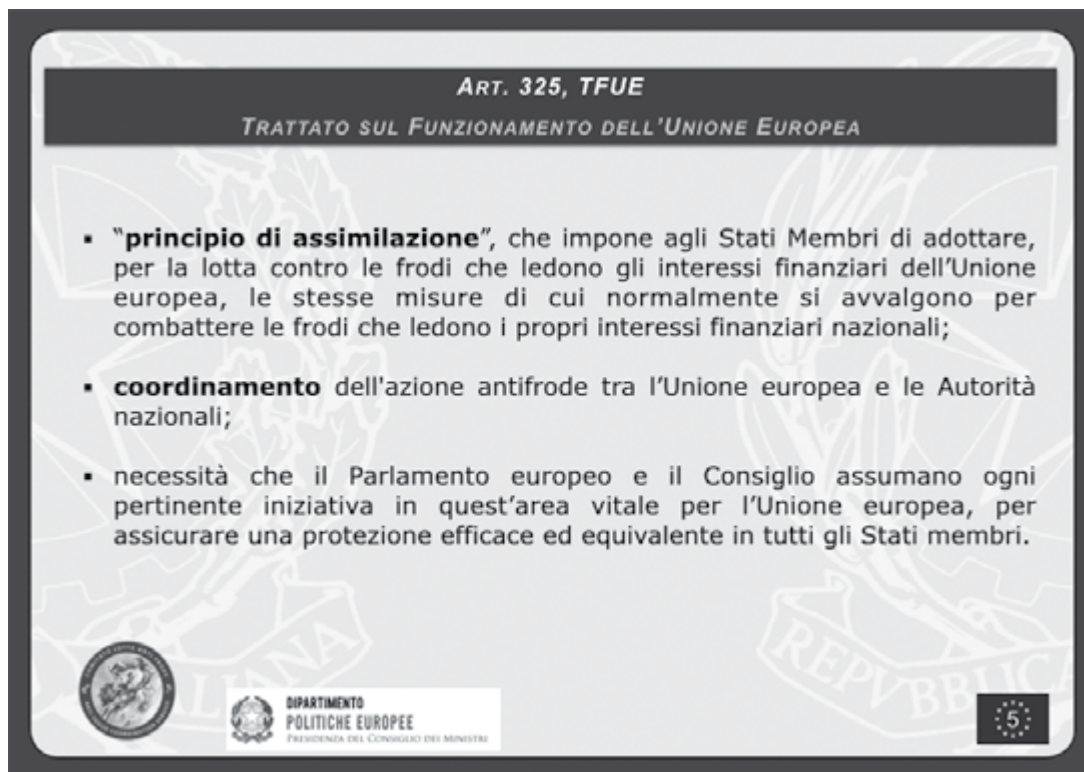 ART. 325, TFUE
TRATTATO SUL FUNZIONAMENTO DELL'UNIONE EUROPEA
▪ “principio di assimilazione”, che impone agli Stati Membri di adottare,
per la lotta contro le frodi che ledono gli interessi finanziari dell’Unione
europea, le stesse misure di cui normalmente si avvalgono per
combattere le frodi che ledono i propri interessi finanziari nazionali;
▪ coordinamento dell'azione antifrode tra l’Unione europea e le Autorità
nazionali;
▪ necessità che il Parlamento europeo e il Consiglio assumano ogni
pertinente iniziativa in quest’area vitale per l’Unione europea, per
assicurare una protezione efficace ed equivalente in tutti gli Stati membri.
ALIANA
REPVBBLICA
DIPARTIMENTO
POLITICHE EUROPEE
PRESIDENZA DEL CONSIGLIO DEI MINISTRI
5